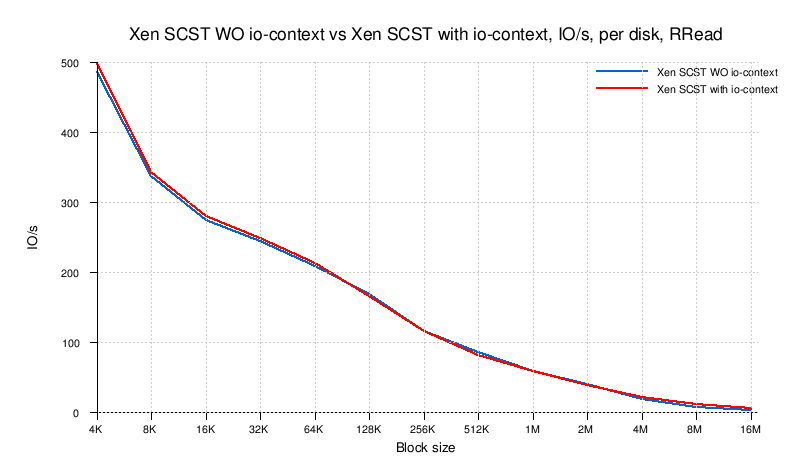 Xen SCST WO io-context vs Xen SCST with io-context, IO/s, per disk, RRead
Xen SCST WO io-context
Xen SCST with io-context
500
400
300
200
100
0
IO/s
4K 8K 16K 32K 64K 128K 256K 512K 1M 2M 4M 8M 16M
Block size